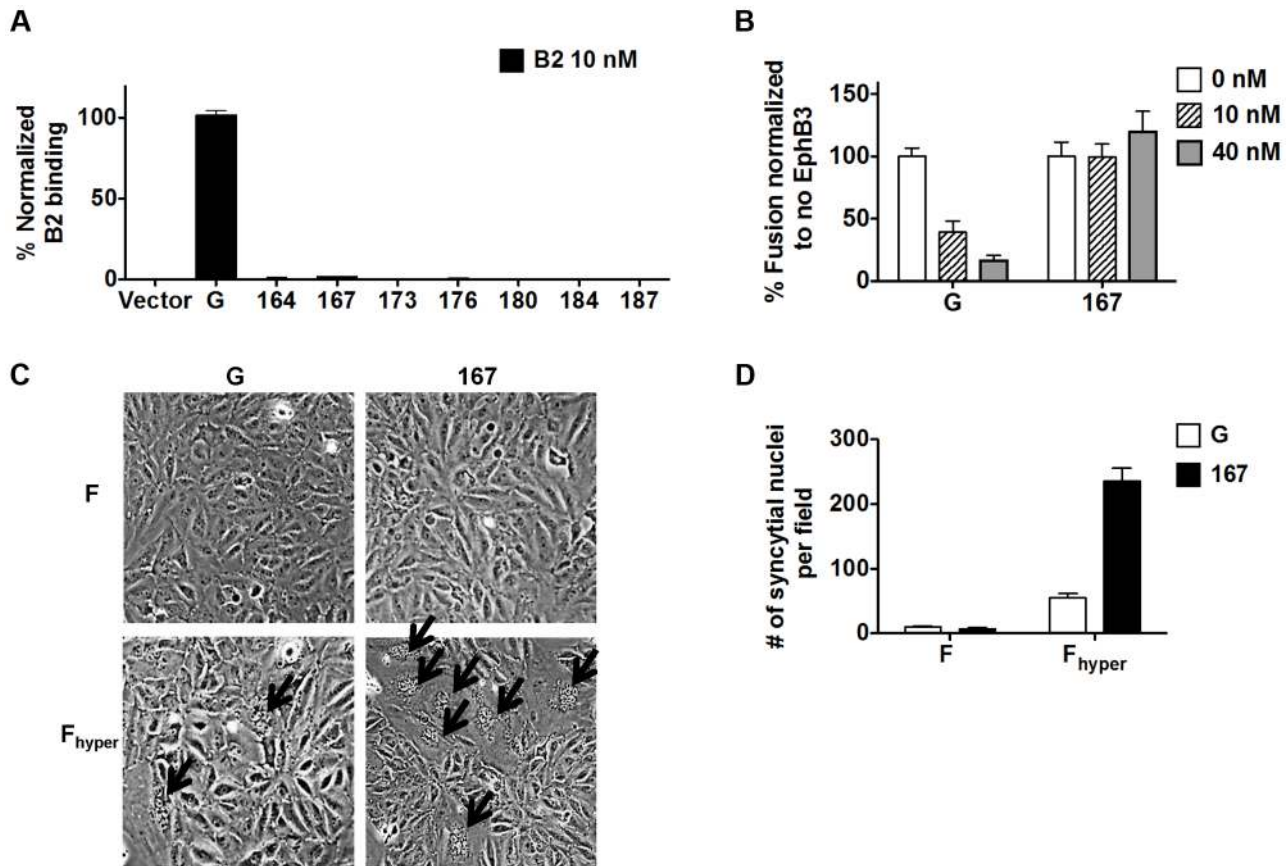 A
B2 10 nM
% Normalized
B2 binding
100
50
0
Vector G 164 167 173 176 180 184 187
B
0 nM
10 nM
40 nM
% Fusion normalized
to no EphB3
150
100
50
0
G 167
C
G 167
F
Fhyper
D
G
167
# of syncytial nuclei
per field
300
200
100
0
F Fhyper